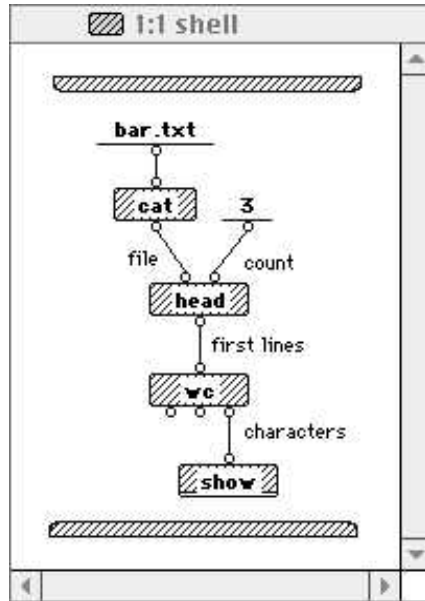 1:1 shell
bar.txt
cat
3
file
count
head
first lines
wc
characters
show